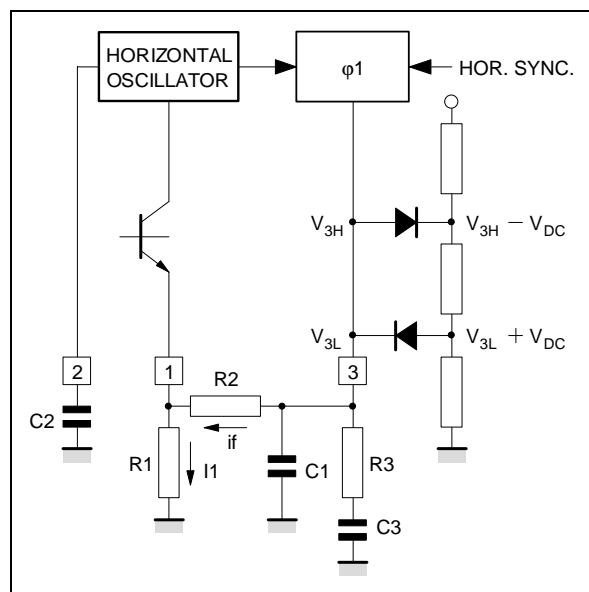 HORIZONTAL
OSCILLATOR
φ1
HOR. SYNC.
V3H
V3H − VDC
V3L
V3L + VDC
2
1
3
R2
C2
if
R1
I1
C1
R3
C3